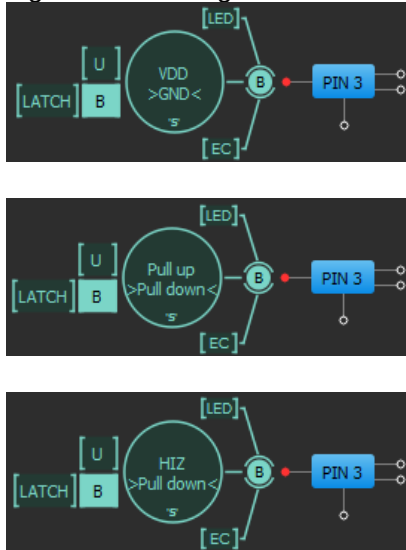 [LED]
[U]
VDD
B
PIN 3
[LATCH]
B
>GND<
"S"
[EC]
[LED]
[U]
Pull up
B
PIN 3
[LATCH]
B
>Pull down<
"S"
[EC]
[LED]
[U]
HIZ
B
PIN 3
[LATCH]
B
>Pull down<
"S"
[EC]